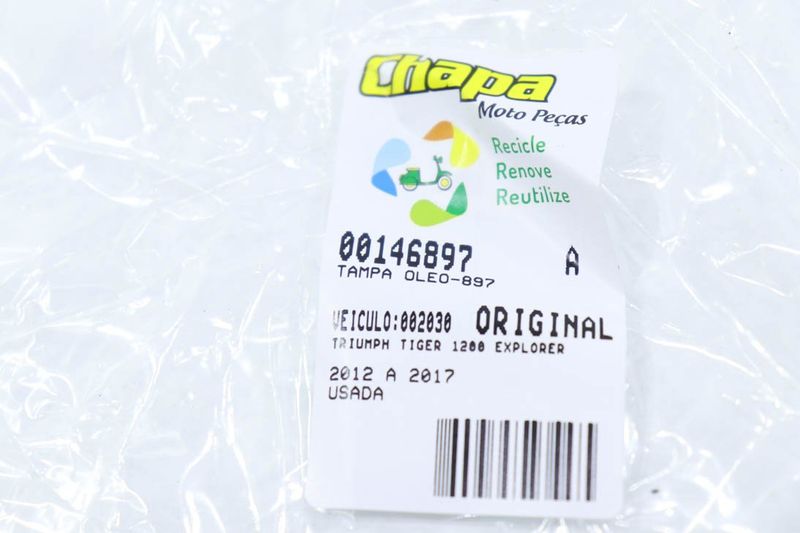 Chapa
Moto Peças
Recicle
Renove
Reutilize
00146897 A
TAMPA OLEO-897
VEICULO:002030 ORIGINAL
TRIUMPH TIGER 1200 EXPLORER
2012 A 2017
USADA